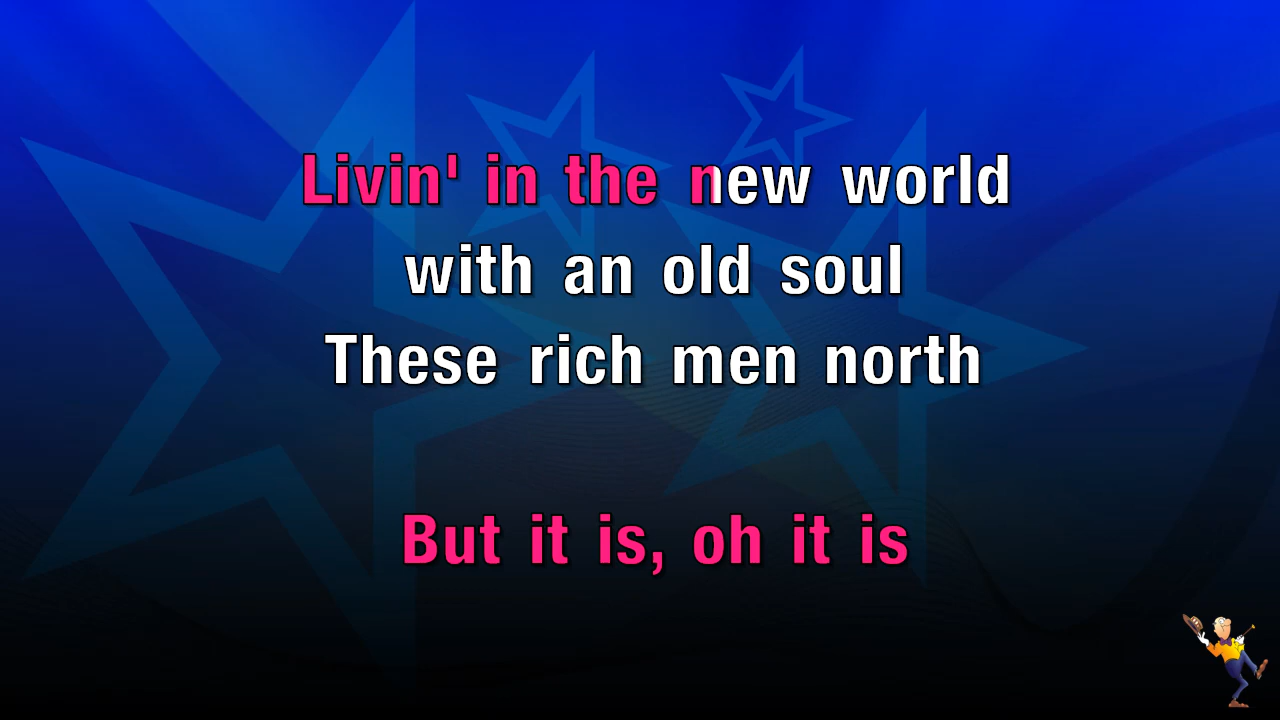 Livin' in the new world
with an old soul
These rich men north
But it is, oh it is